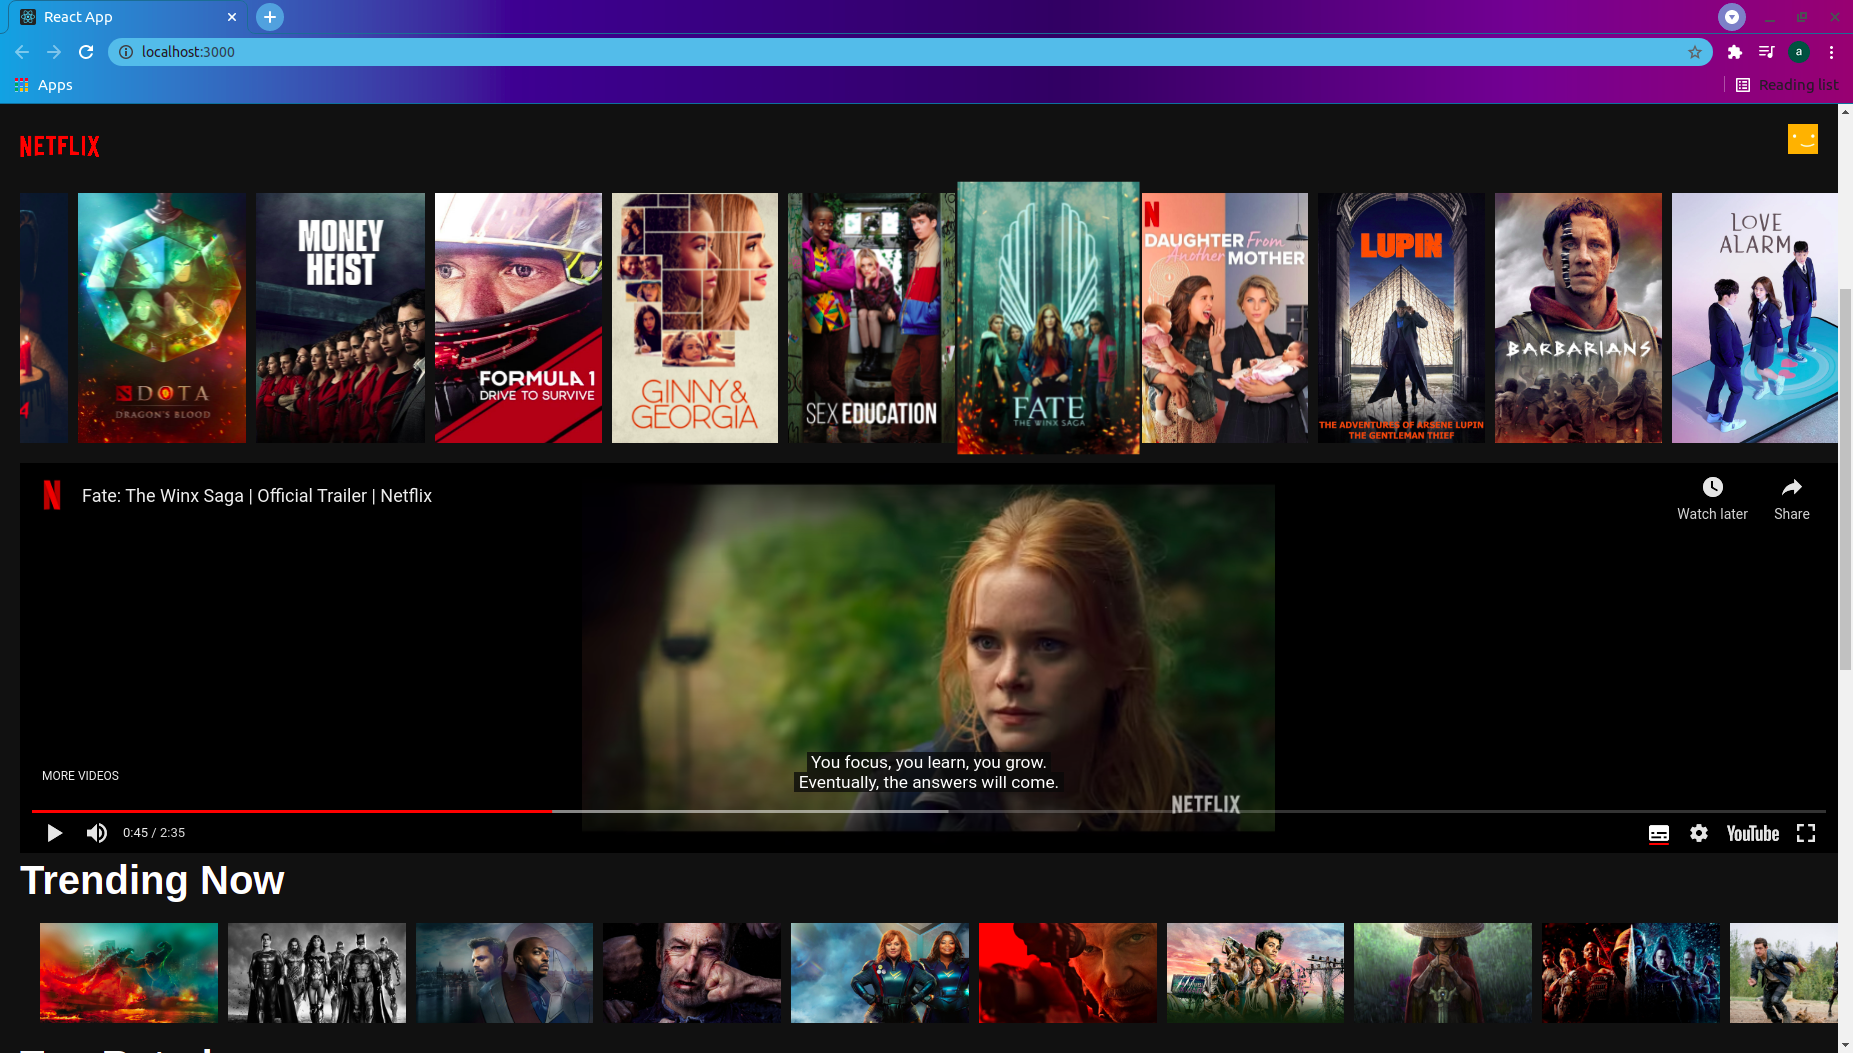 React App
localhost:3000
Apps
Reading list
NETFLIX
DOTA
DRAGON'S BLOOD
MONEY
HEIST
FORMULA 1
DRIVE TO SURVIVE
GINNY &
GEORGIA
SEX EDUCATION
FATE
THE WINX SAGA
N
DAUGHTER From
Another MOTHER
LUPIN
THE ADVENTURES OF ARSENE LUPIN
THE GENTLEMAN THIEF
BARBARIANS
LOVE
ALARM
N
Fate: The Winx Saga | Official Trailer | Netflix
Watch later
Share
You focus, you learn, you grow.
Eventually, the answers will come.
MORE VIDEOS
NETFLIX
0:45 / 2:35
YouTube
Trending Now